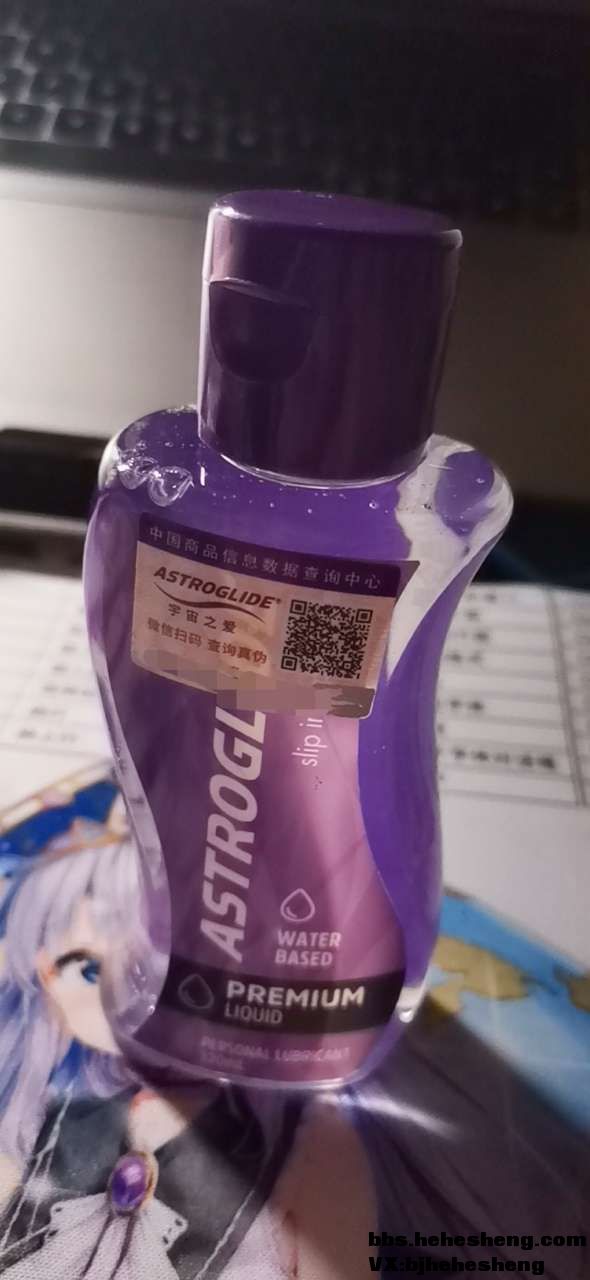 中国商品信息数据查询中心
ASTROGLIDE®
宇宙之爱
微信扫码 查询真伪
ASTROGL
slip in
WATER
BASED
PREMIUM
LIQUID
PERSONAL LUBRICANT
bbs.hehesheng.com
VX:bjhehesheng